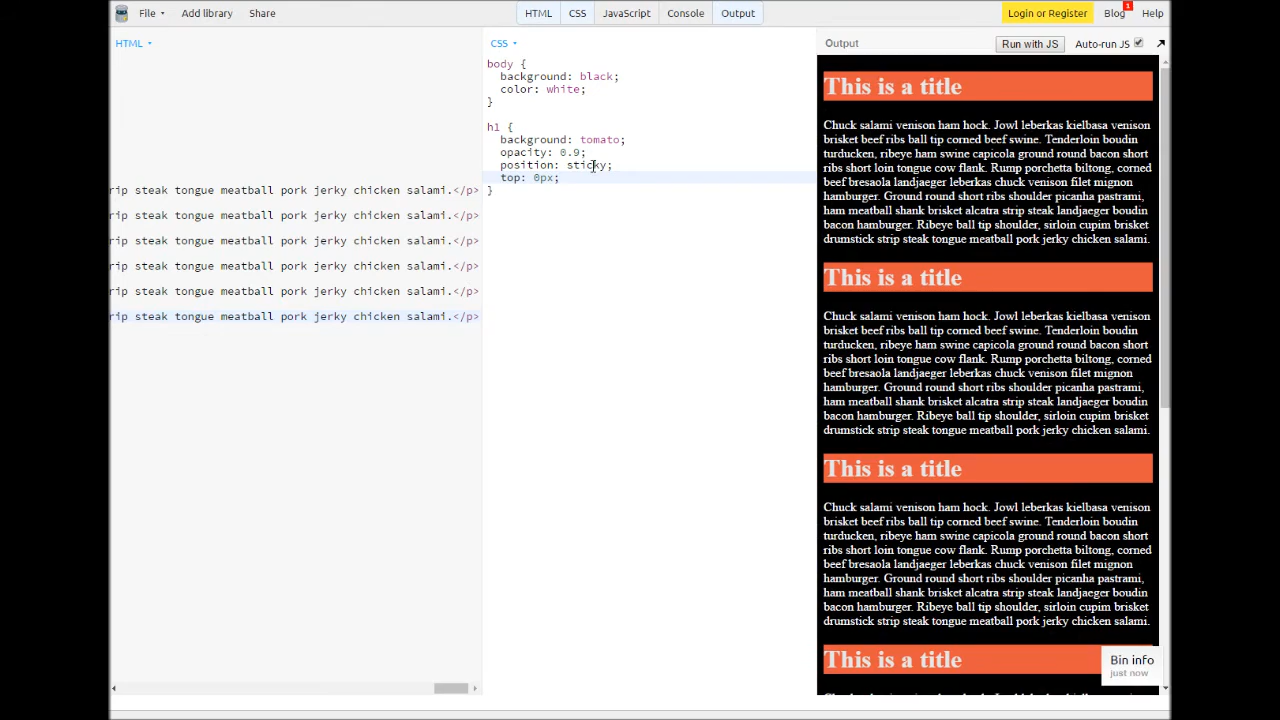 File
Add library
Share
HTML
CSS
JavaScript
Console
Output
Login or Register
Blog
1
Help
HTML
rip steak tongue meatball pork jerky chicken salami.</p>
rip steak tongue meatball pork jerky chicken salami.</p>
rip steak tongue meatball pork jerky chicken salami.</p>
rip steak tongue meatball pork jerky chicken salami.</p>
rip steak tongue meatball pork jerky chicken salami.</p>
rip steak tongue meatball pork jerky chicken salami.</p>
CSS
body {
background: black;
color: white;
}
h1 {
background: tomato;
opacity: 0.9;
position: sticky;
top: 0px;
}
Output
Run with JS
Auto-run JS
This is a title
Chuck salami venison ham hock. Jowl leberkas kielbasa venison
brisket beef ribs ball tip corned beef swine. Tenderloin boudin
turducken, ribeye ham swine capicola ground round bacon short
ribs short loin tongue cow flank. Rump porchetta biltong, corned
beef bresaola landjaeger leberkas chuck venison filet mignon
hamburger. Ground round short ribs shoulder picanha pastrami,
ham meatball shank brisket alcatra strip steak landjaeger boudin
bacon hamburger. Ribeye ball tip shoulder, sirloin cupim brisket
drumstick strip steak tongue meatball pork jerky chicken salami.
This is a title
Chuck salami venison ham hock. Jowl leberkas kielbasa venison
brisket beef ribs ball tip corned beef swine. Tenderloin boudin
turducken, ribeye ham swine capicola ground round bacon short
ribs short loin tongue cow flank. Rump porchetta biltong, corned
beef bresaola landjaeger leberkas chuck venison filet mignon
hamburger. Ground round short ribs shoulder picanha pastrami,
ham meatball shank brisket alcatra strip steak landjaeger boudin
bacon hamburger. Ribeye ball tip shoulder, sirloin cupim brisket
drumstick strip steak tongue meatball pork jerky chicken salami.
This is a title
Chuck salami venison ham hock. Jowl leberkas kielbasa venison
brisket beef ribs ball tip corned beef swine. Tenderloin boudin
turducken, ribeye ham swine capicola ground round bacon short
ribs short loin tongue cow flank. Rump porchetta biltong, corned
beef bresaola landjaeger leberkas chuck venison filet mignon
hamburger. Ground round short ribs shoulder picanha pastrami,
ham meatball shank brisket alcatra strip steak landjaeger boudin
bacon hamburger. Ribeye ball tip shoulder, sirloin cupim brisket
drumstick strip steak tongue meatball pork jerky chicken salami.
This is a title
Bin info
just now